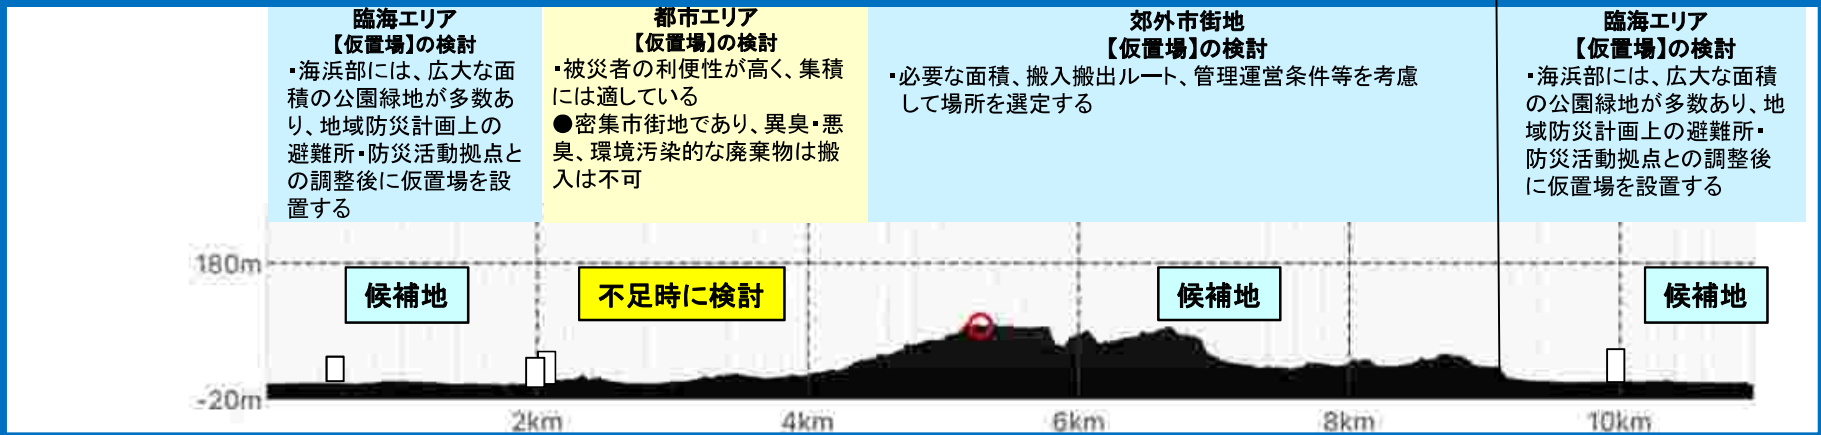 臨海エリア
【仮置場】の検討
・海浜部には、広大な面
積の公園緑地が多数あ
り、地域防災計画上の
避難所・防災活動拠点と
の調整後に仮置場を設
置する
都市エリア
【仮置場】の検討
・被災者の利便性が高く、集積
には適している
●密集市街地であり、異臭・悪
臭、環境汚染的な廃棄物は搬
入は不可
郊外市街地
【仮置場】の検討
・必要な面積、搬入搬出ルート、管理運営条件等を考慮
して場所を選定する
臨海エリア
【仮置場】の検討
・海浜部には、広大な面積
の公園緑地が多数あり、地
域防災計画上の避難所・
防災活動拠点との調整後
に仮置場を設置する
180m
候補地
不足時に検討
候補地
候補地
-20m
2km
4km
6km
8km
10km